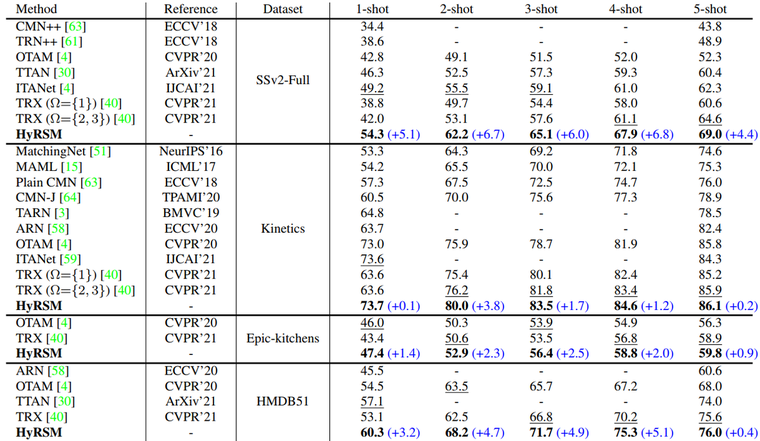 Method Reference Dataset 1-shot 2-shot 3-shot 4-shot 5-shot
CMN++ [63] ECCV'18 34.4 - - - 43.8
TRN++ [61] ECCV'18 38.6 - - - 48.9
OTAM [4] CVPR'20 42.8 49.1 51.5 52.0 52.3
TTAN [30] ArXiv'21 SSv2-Full 46.3 52.5 57.3 59.3 60.4
ITANet [4] IJCAI'21 49.2 55.5 59.1 61.0 62.3
TRX (Ω={1}) [40] CVPR'21 38.8 49.7 54.4 58.0 60.6
TRX (Ω={2, 3}) [40] CVPR'21 42.0 53.1 57.6 61.1 64.6
HyRSM - 54.3 (+5.1) 62.2 (+6.7) 65.1 (+6.0) 67.9 (+6.8) 69.0 (+4.4)
MatchingNet [51] NeurIPS'16 53.3 64.3 69.2 71.8 74.6
MAML [15] ICML'17 54.2 65.5 70.0 72.1 75.3
Plain CMN [63] ECCV'18 57.3 67.5 72.5 74.7 76.0
CMN-J [64] TPAMI'20 60.5 70.0 75.6 77.3 78.9
TARN [3] BMVC'19 64.8 - - - 78.5
ARN [58] ECCV'20 Kinetics 63.7 - - - 82.4
OTAM [4] CVPR'20 73.0 75.9 78.7 81.9 85.8
ITANet [59] IJCAI'21 73.6 - - - 84.3
TRX (Ω={1}) [40] CVPR'21 63.6 75.4 80.1 82.4 85.2
TRX (Ω={2, 3}) [40] CVPR'21 63.6 76.2 81.8 83.4 85.9
HyRSM - 73.7 (+0.1) 80.0 (+3.8) 83.5 (+1.7) 84.6 (+1.2) 86.1 (+0.2)
OTAM [4] CVPR'20 46.0 50.3 53.9 54.9 56.3
TRX [40] CVPR'21 Epic-kitchens 43.4 50.6 53.5 56.8 58.9
HyRSM - 47.4 (+1.4) 52.9 (+2.3) 56.4 (+2.5) 58.8 (+2.0) 59.8 (+0.9)
ARN [58] ECCV'20 45.5 - - - 60.6
OTAM [4] CVPR'20 54.5 63.5 65.7 67.2 68.0
TTAN [30] ArXiv'21 HMDB51 57.1 - - - 74.0
TRX [40] CVPR'21 53.1 62.5 66.8 70.2 75.6
HyRSM - 60.3 (+3.2) 68.2 (+4.7) 71.7 (+4.9) 75.3 (+5.1) 76.0 (+0.4)